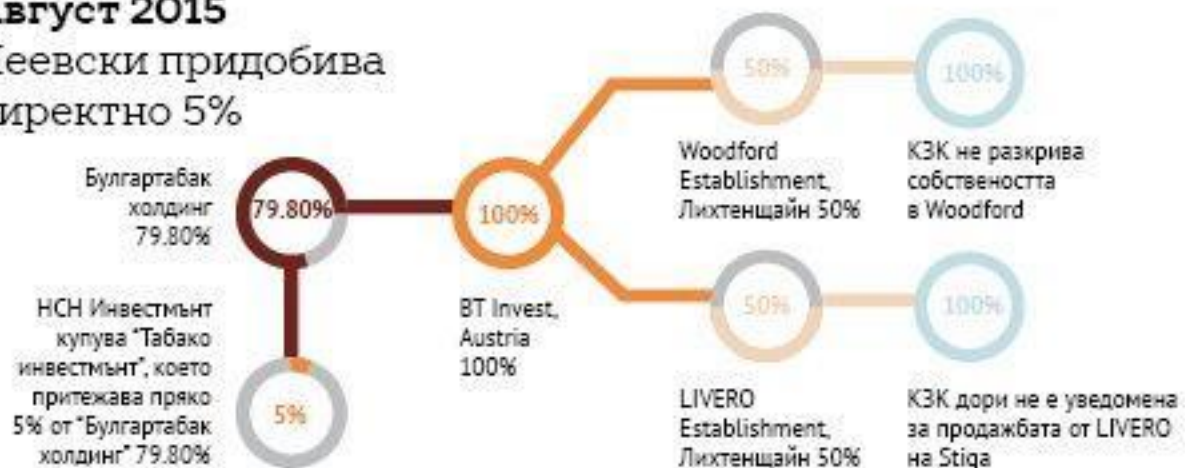 август 2015
еевски придобива
иректно 5%
Булгартабак
холдинг
79.80%
79.80%
НСН Инвестмънт
купува "Табако
инвестмънт", което
притежава пряко
5% от "Булгартабак
холдинг" 79.80%
5%
100%
BT Invest,
Austria
100%
50%
Woodford
Establishment,
Лихтенщайн 50%
100%
КЗК не разкрива
собствеността
в Woodford
50%
LIVERO
Establishment,
Лихтенщайн 50%
100%
КЗК дори не е уведомена
за продажбата от LIVERO
на Stiga